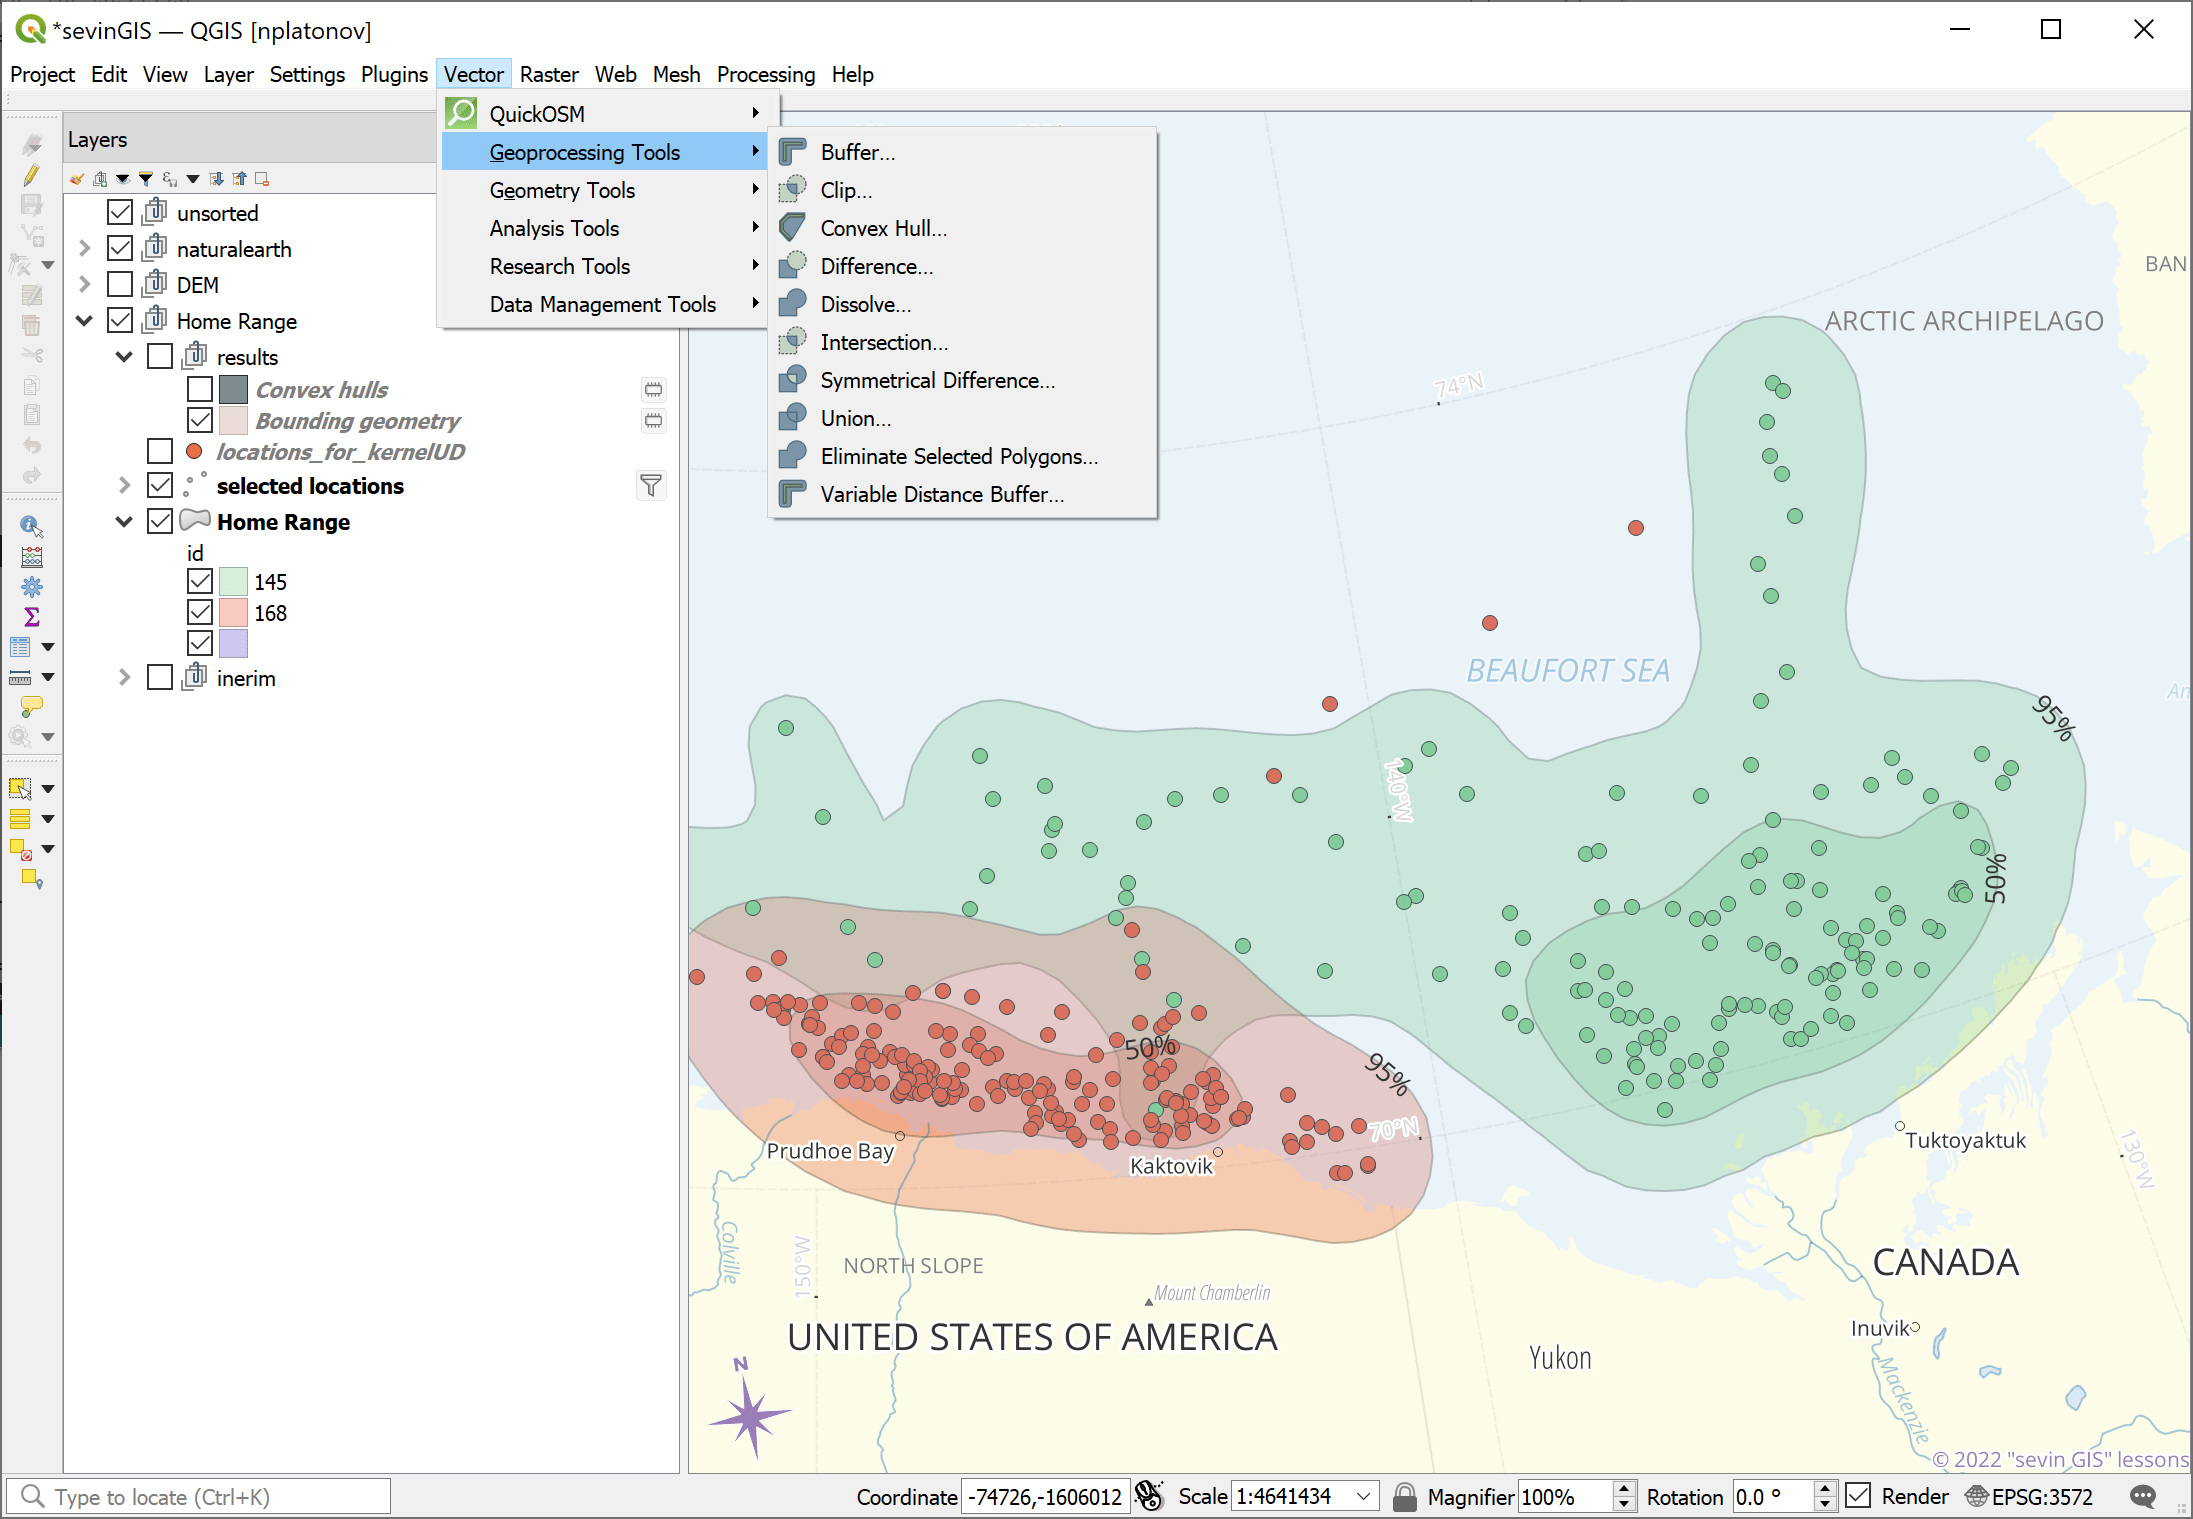 *sevinGIS — QGIS [nplatonov]
Project Edit View Layer Settings Plugins Vector Raster Web Mesh Processing Help
Layers
unsorted
naturalearth
DEM
Home Range
results
Convex hulls
Bounding geometry
locations_for_kernelUD
selected locations
Home Range
id
145
168
inerim
QuickOSM
Geoprocessing Tools
Geometry Tools
Analysis Tools
Research Tools
Data Management Tools
Buffer...
Clip...
Convex Hull...
Difference...
Dissolve...
Intersection...
Symmetrical Difference...
Union...
Eliminate Selected Polygons...
Variable Distance Buffer...
BAN
ARCTIC ARCHIPELAGO
74°N
BEAUFORT SEA
An
95%
140°W
50%
50%
95%
70°N
Prudhoe Bay
Kaktovik
Tuktoyaktuk
130°W
Colville
150°W
NORTH SLOPE
CANADA
Mount Chamberlin
UNITED STATES OF AMERICA
Inuvik
Yukon
N
Mackenzie
© 2022 "sevin GIS" lessons
Type to locate (Ctrl+K)
Coordinate -74726,-1606012 Scale 1:4641434 Magnifier 100% Rotation 0.0 ° Render EPSG:3572